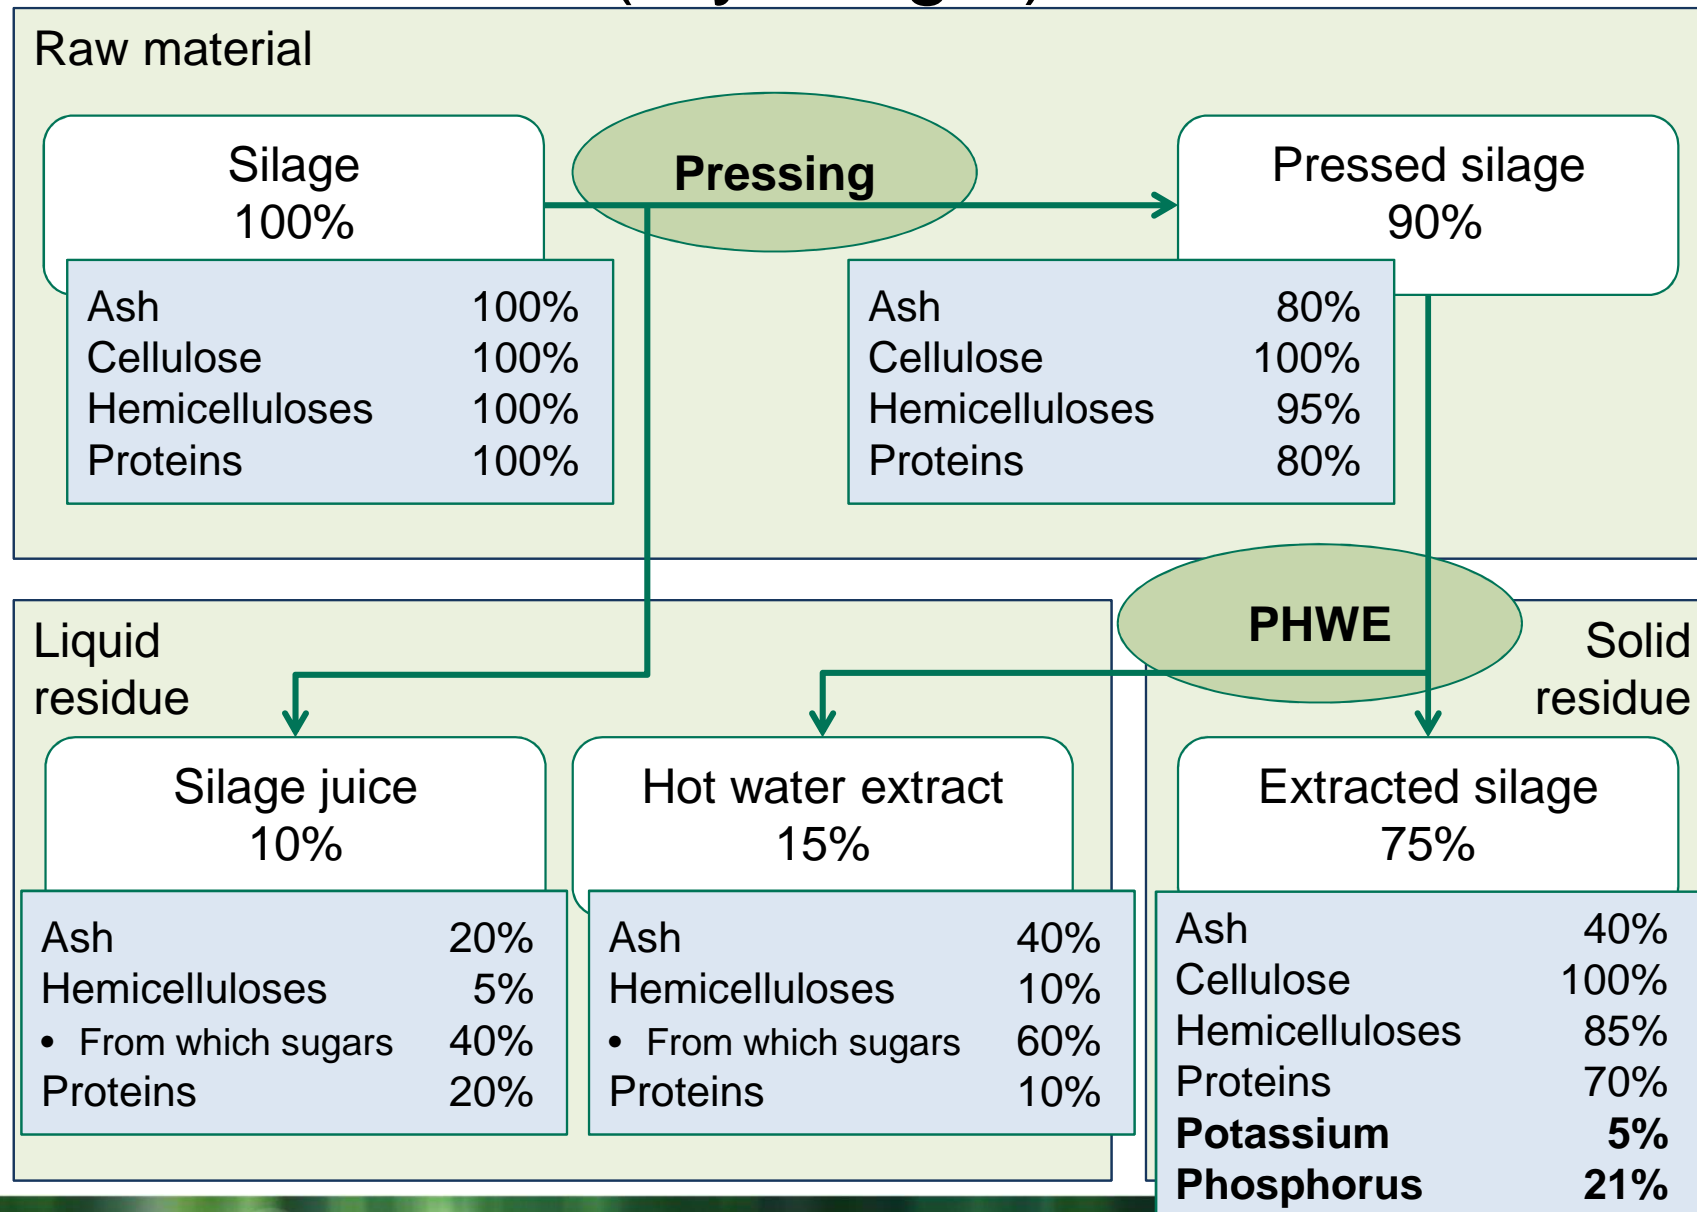 Raw material
Silage
100%
Pressing
Pressed silage
90%
Ash 100%
Cellulose 100%
Hemicelluloses 100%
Proteins 100%
Ash 80%
Cellulose 100%
Hemicelluloses 95%
Proteins 80%
PHWE
Liquid
residue
Solid
residue
Silage juice
10%
Hot water extract
15%
Extracted silage
75%
Ash 20%
Hemicelluloses 5%
• From which sugars 40%
Proteins 20%
Ash 40%
Hemicelluloses 10%
• From which sugars 60%
Proteins 10%
Ash 40%
Cellulose 100%
Hemicelluloses 85%
Proteins 70%
Potassium 5%
Phosphorus 21%